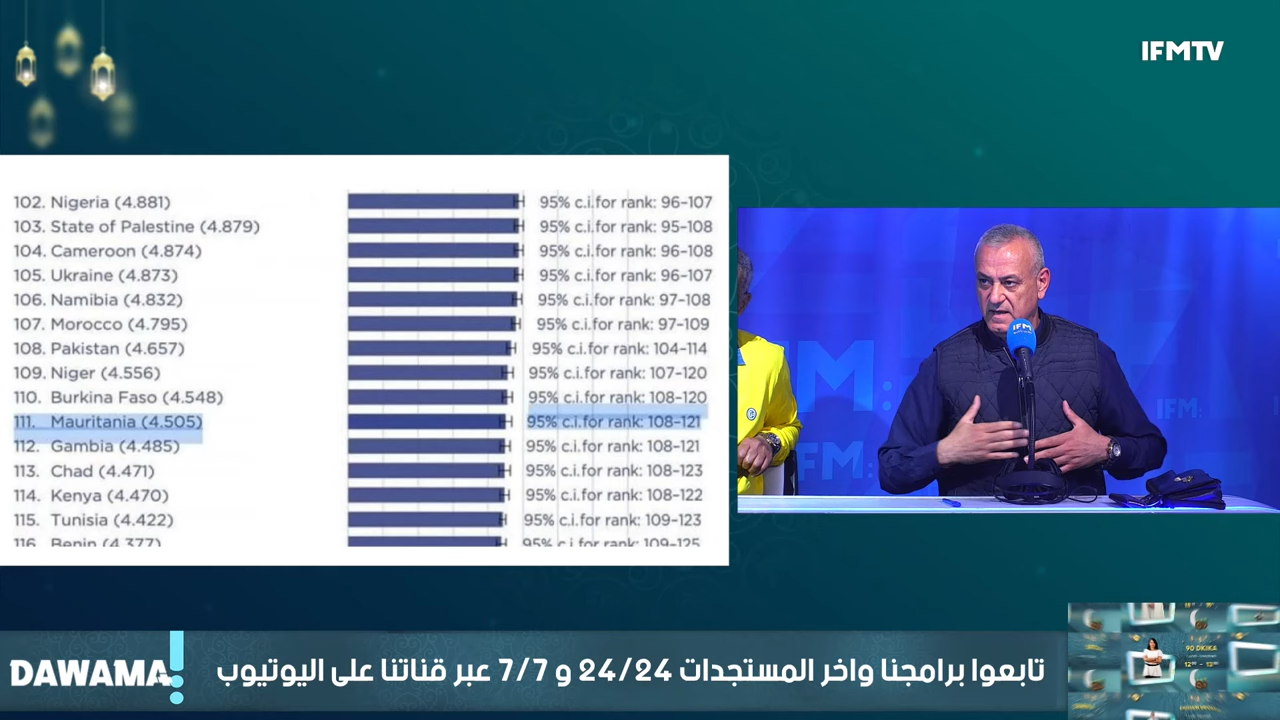 IFMTV
102. Nigeria (4.881) 95% c.i.for rank: 96-107
103. State of Palestine (4.879) 95% c.i.for rank: 95-108
104. Cameroon (4.874) 95% c.i.for rank: 96-108
105. Ukraine (4.873) 95% c.i.for rank: 96-107
106. Namibia (4.832) 95% c.i.for rank: 97-108
107. Morocco (4.795) 95% c.i.for rank: 97-109
108. Pakistan (4.657) 95% c.i.for rank: 104-114
109. Niger (4.556) 95% c.i.for rank: 107-120
110. Burkina Faso (4.548) 95% c.i.for rank: 108-120
111. Mauritania (4.505) 95% c.i.for rank: 108-121
112. Gambia (4.485) 95% c.i.for rank: 108-121
113. Chad (4.471) 95% c.i.for rank: 108-123
114. Kenya (4.470) 95% c.i.for rank: 108-122
115. Tunisia (4.422) 95% c.i.for rank: 109-123
116. Benin (4.377) 95% c.i.for rank: 109-125
IFM
IFM:
FM:
DAWAMA!
تابعوا برامجنا واخر المستجدات 24/24 و 7/7 عبر قناتنا على اليوتيوب
90 DKIKA